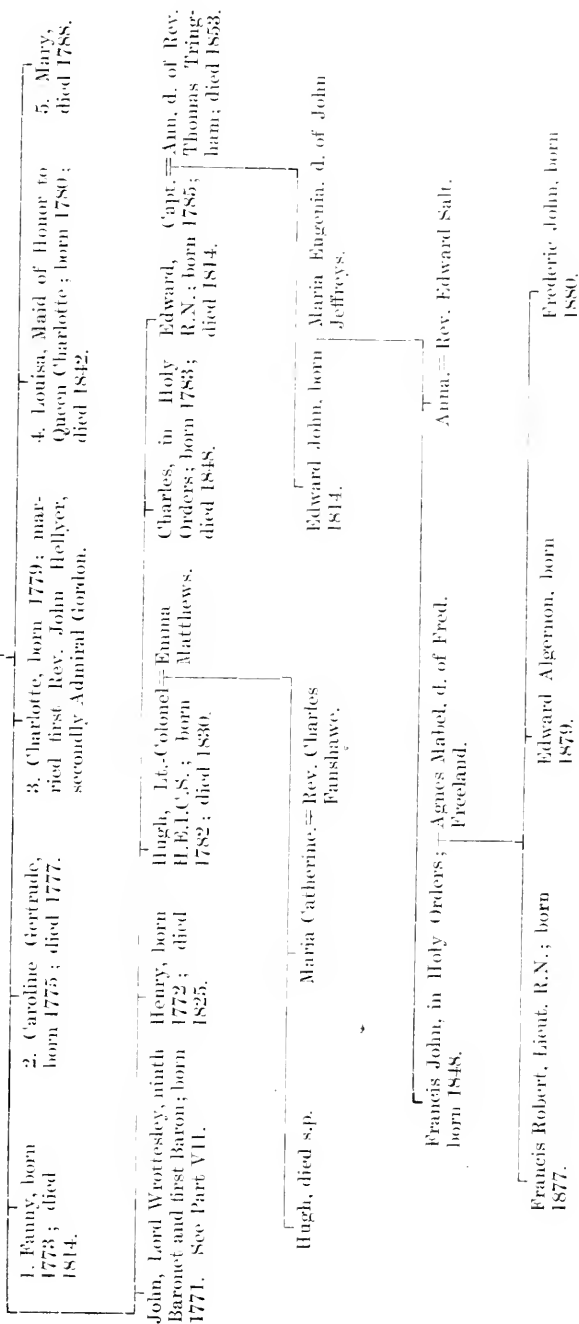 1. Fanny, born
1773; died
1814.
2. Caroline Gertrude,
born 1775; died 1777.
3. Charlotte, born 1779; mar-
ried first Rev. John Hellyer,
secondly Admiral Gordon.
4. Louisa, Maid of Honor to
Queen Charlotte; born 1780;
died 1842.
5. Mary,
died 1788.
John, Lord Wrottesley, ninth
Baronet and first Baron; born
1771. See Part VII.
Henry, born
1772; died
1825.
Hugh, Lt.-Colonel=Emma
H.E.I.C.S.; born Matthews.
1782; died 1830.
Charles, in Holy
Orders; born 1783;
died 1848.
Edward, Capt.=Ann, d. of Rev.
R.N.; born 1785; Thomas Tring-
died 1814. ham; died 1853.
Hugh, died s.p.
Maria Catherine.=Rev. Charles
Fanshawe.
Edward John, born
1814.
Maria Eugenia, d. of John
Jeffreys.
Francis John, in Holy Orders;=Agnes Mabel, d. of Fred.
born 1848. Freeland.
Anna.=Rev. Edward Salt.
Francis Robert, Lieut. R.N.; born
1877.
Edward Algernon, born
1879.
Frederic John, born
1880.